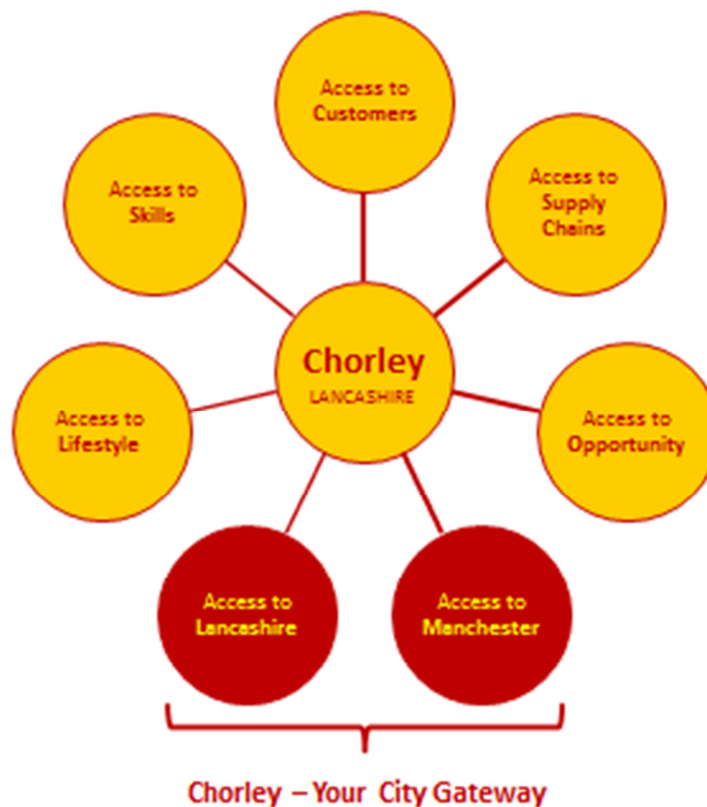 Access to
Customers
Access to
Skills
Access to
Supply
Chains
Chorley
LANCASHIRE
Access to
Lifestyle
Access to
Opportunity
Access to
Lancashire
Access to
Manchester
Chorley – Your City Gateway